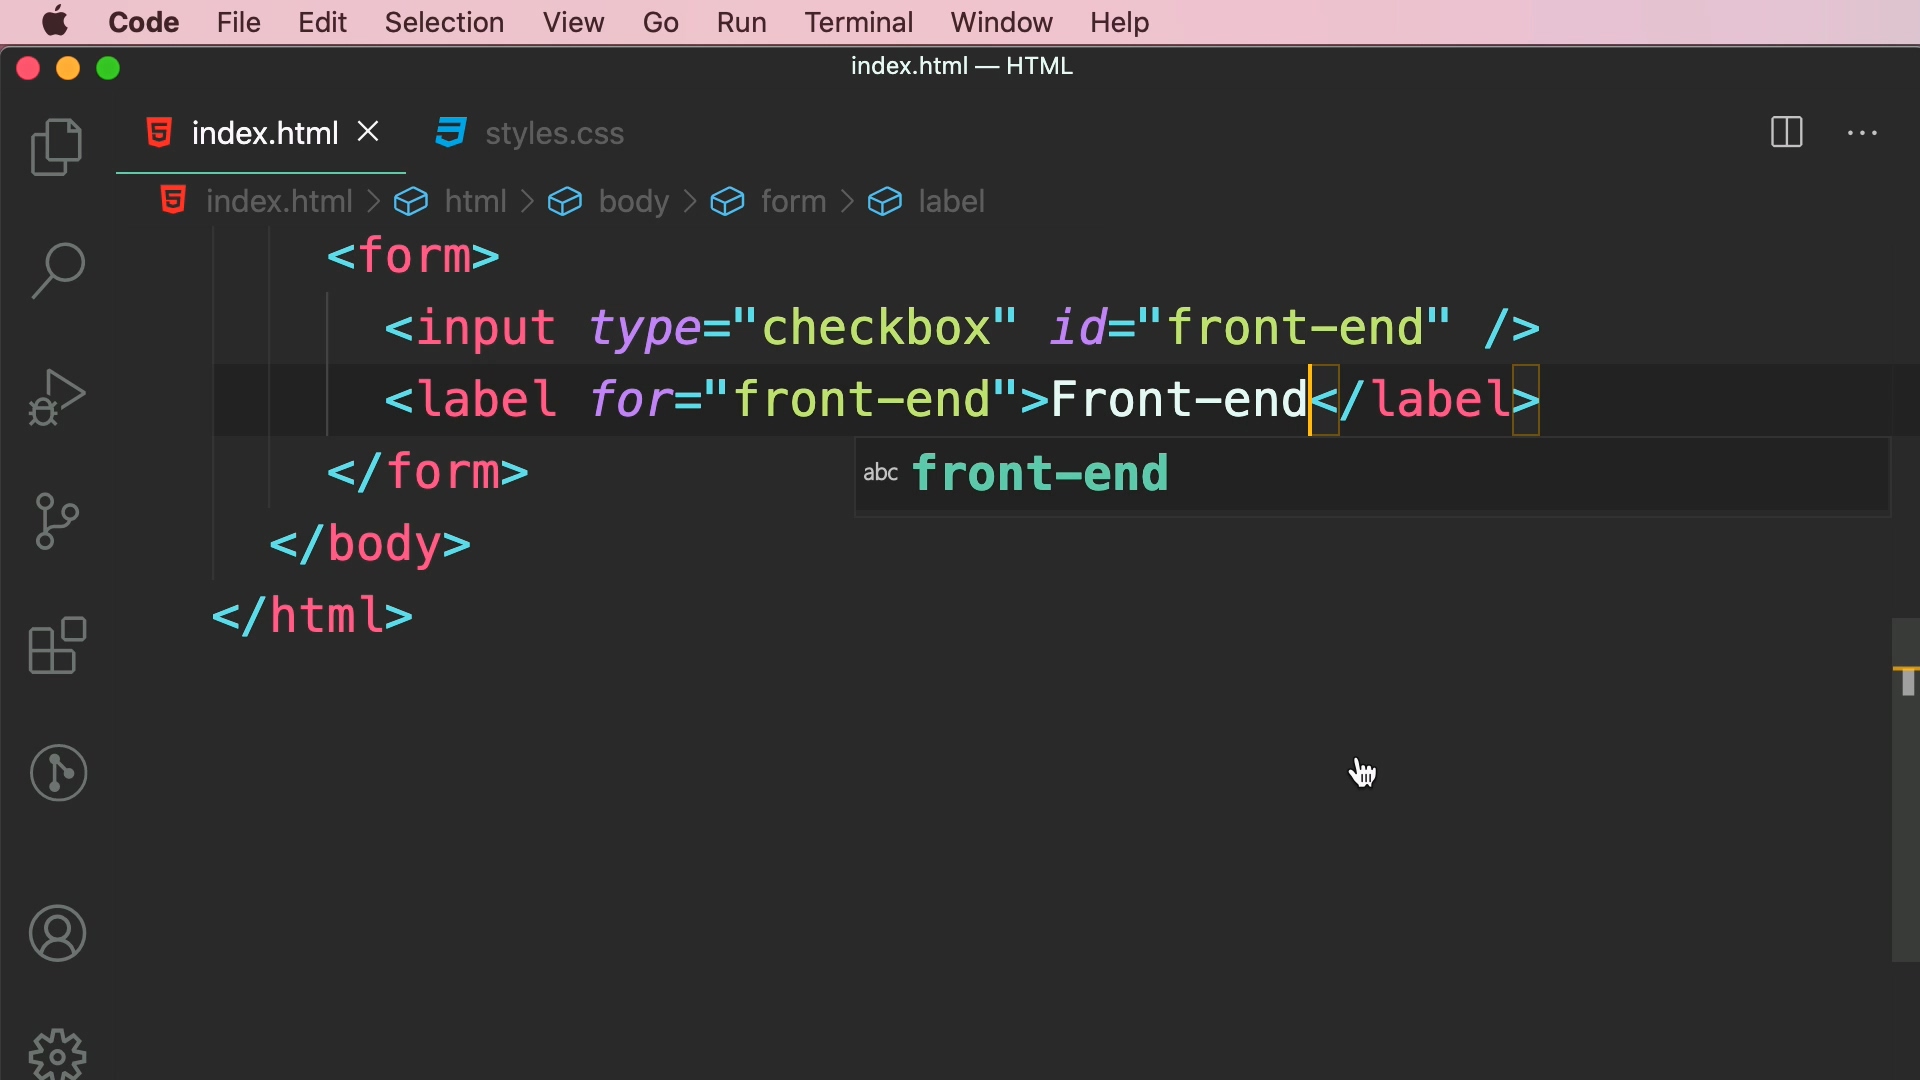 Code File Edit Selection View Go Run Terminal Window Help
index.html — HTML
index.html styles.css
index.html > html > body > form > label
<form>
<input type="checkbox" id="front-end" />
<label for="front-end">Front-end</label>
abc front-end
</form>
</body>
</html>